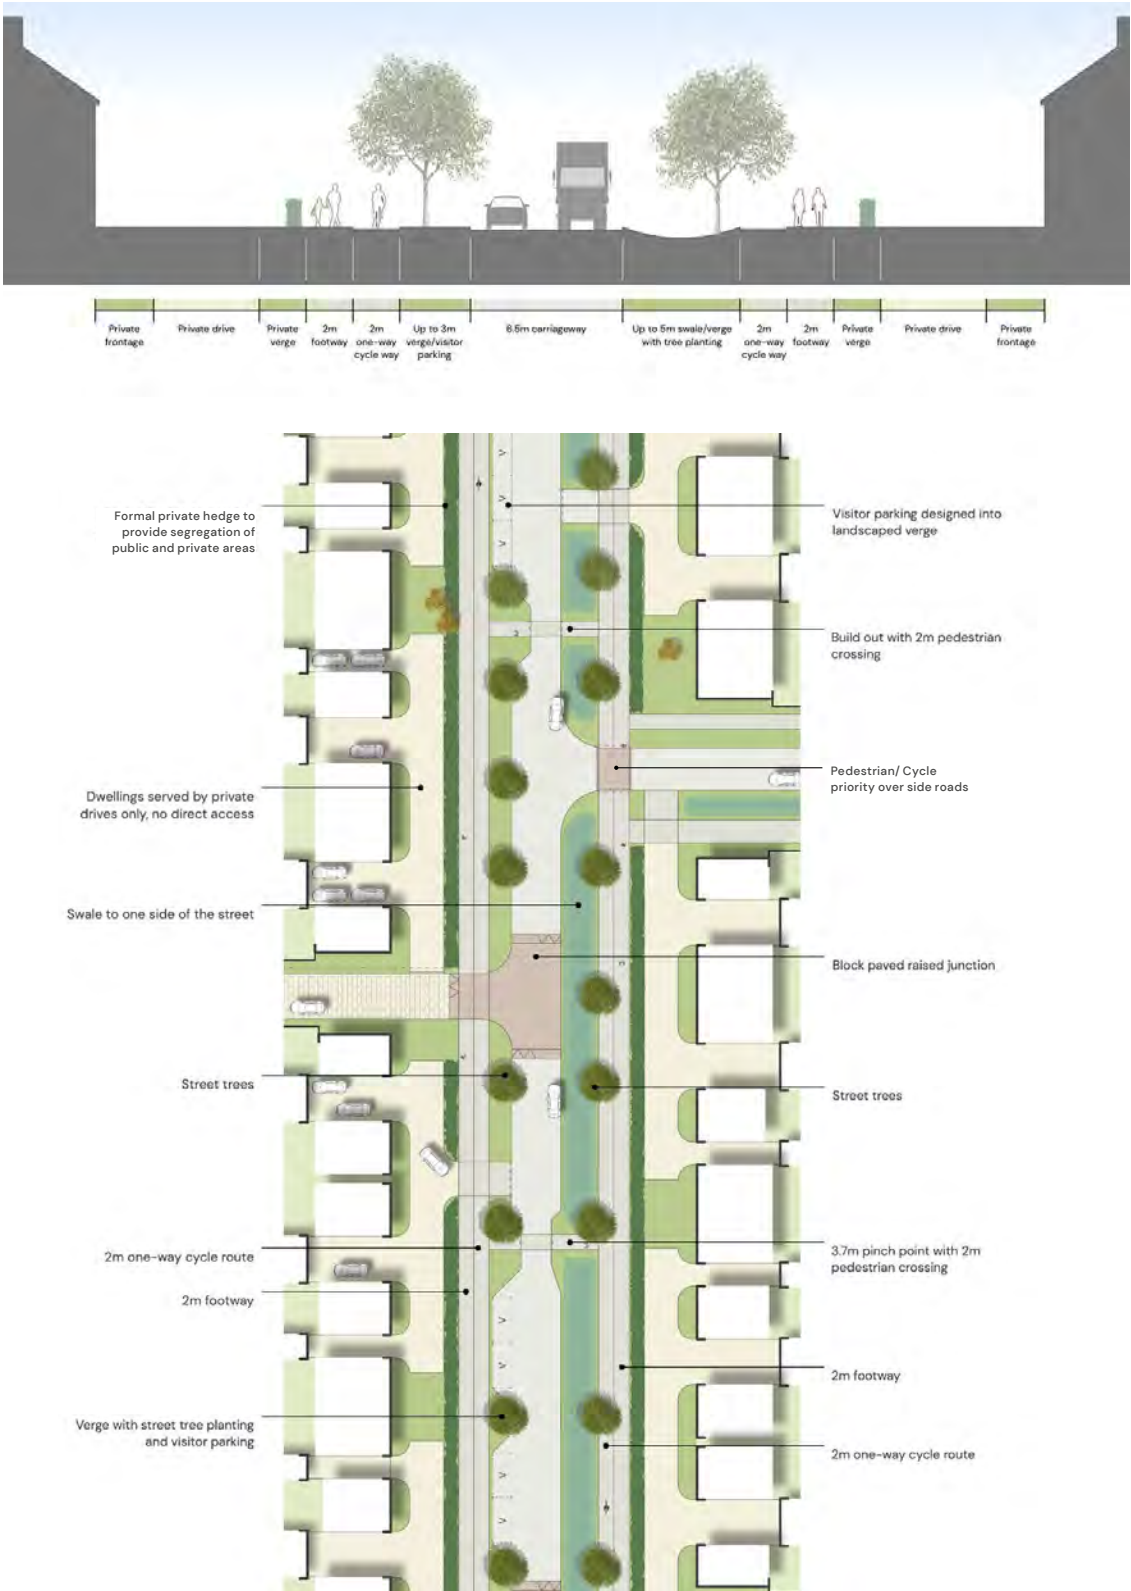 Private
frontage
Private drive
Private
verge
2m
footway
2m
one-way
cycle way
Up to 3m
verge/visitor
parking
6.5m carriageway
Up to 5m swale/verge
with tree planting
2m
one-way
cycle way
2m
footway
Private
verge
Private drive
Private
frontage
Formal private hedge to
provide segregation of
public and private areas
Visitor parking designed into
landscaped verge
Build out with 2m pedestrian
crossing
Pedestrian/ Cycle
priority over side roads
Dwellings served by private
drives only, no direct access
Swale to one side of the street
Block paved raised junction
Street trees
Street trees
2m one-way cycle route
3.7m pinch point with 2m
pedestrian crossing
2m footway
2m footway
Verge with street tree planting
and visitor parking
2m one-way cycle route